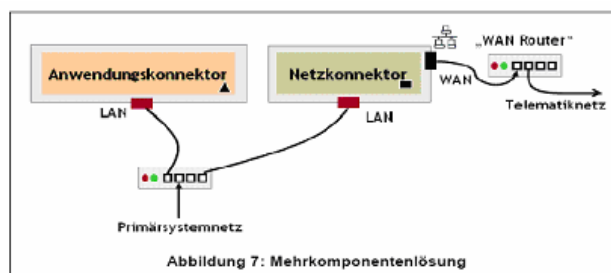 „WAN Router“
Anwendungskonnektor
Netzkonnektor
WAN
Telematiknetz
LAN
LAN
Primärsystemnetz
Abbildung 7: Mehrkomponentenlösung